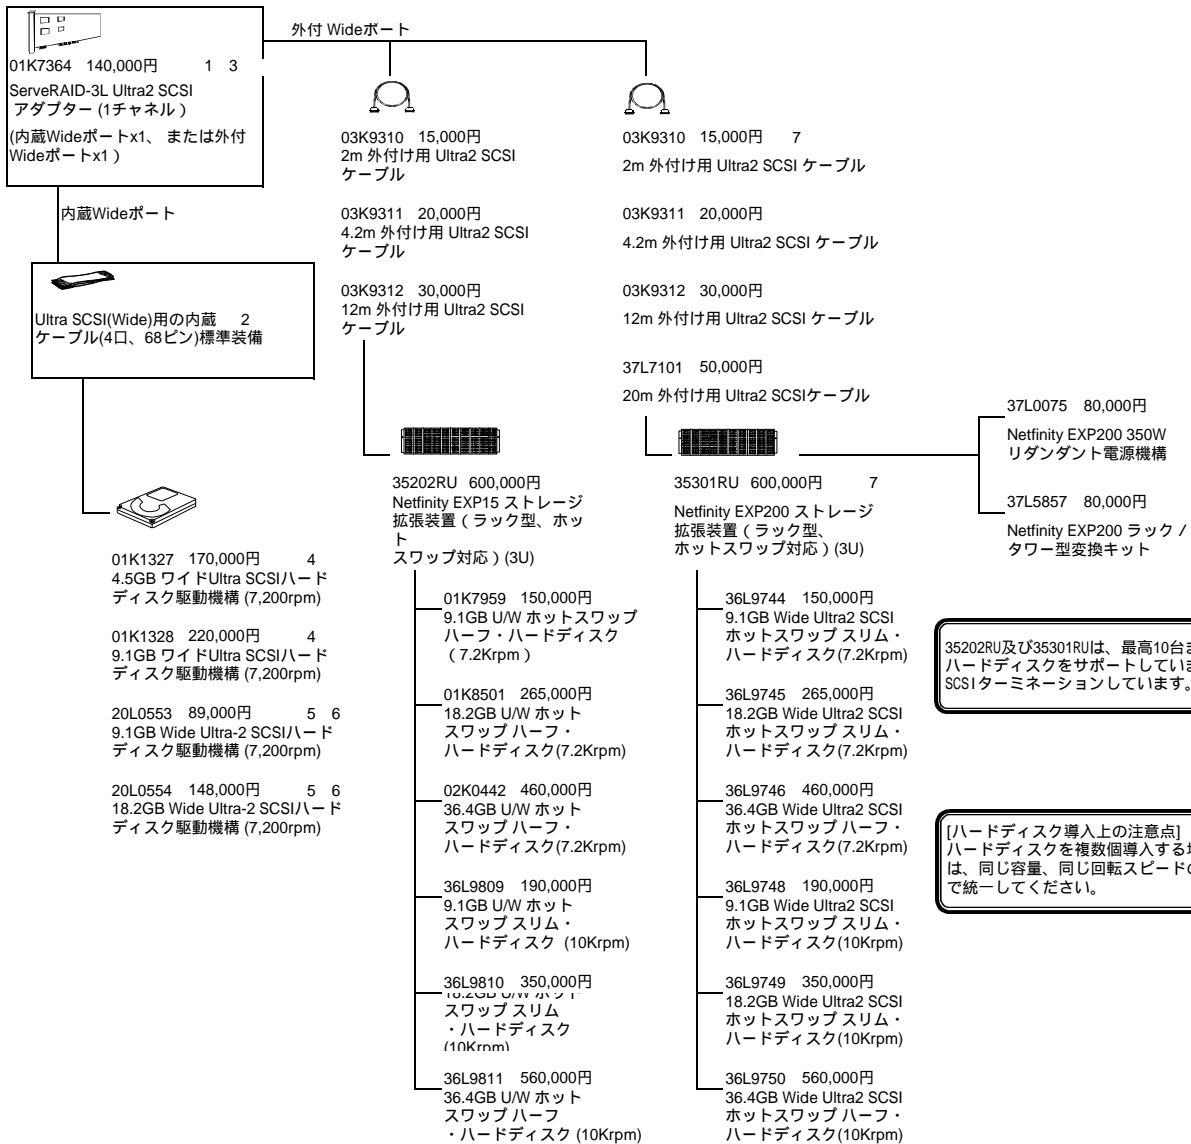 外付 Wideポート
01K7364 140,000円 1 3
ServeRAID-3L Ultra2 SCSI
アダプター (1チャネル )
(内蔵Wideポートx1、 または外付
Wideポートx1 )
内蔵Wideポート
Ultra SCSI(Wide)用の内蔵 2
ケーブル(4口、68ピン)標準装備
01K1327 170,000円 4
4.5GB ワイドUltra SCSIハード
ディスク駆動機構 (7,200rpm)
01K1328 220,000円 4
9.1GB ワイドUltra SCSIハード
ディスク駆動機構 (7,200rpm)
20L0553 89,000円 5 6
9.1GB Wide Ultra-2 SCSIハード
ディスク駆動機構 (7,200rpm)
20L0554 148,000円 5 6
18.2GB Wide Ultra-2 SCSIハード
ディスク駆動機構 (7,200rpm)
03K9310 15,000円
2m 外付け用 Ultra2 SCSI
ケーブル
03K9311 20,000円
4.2m 外付け用 Ultra2 SCSI
ケーブル
03K9312 30,000円
12m 外付け用 Ultra2 SCSI
ケーブル
35202RU 600,000円
Netfinity EXP15 ストレージ
拡張装置 ( ラック型、ホッ
ト
スワップ対応 ) (3U)
01K7959 150,000円
9.1GB U/W ホットスワップ
ハーフ・ハードディスク
( 7.2Krpm )
01K8501 265,000円
18.2GB U/W ホット
スワップ ハーフ・
ハードディスク(7.2Krpm)
02K0442 460,000円
36.4GB U/W ホット
スワップ ハーフ・
ハードディスク(7.2Krpm)
36L9809 190,000円
9.1GB U/W ホット
スワップ スリム・
ハードディスク (10Krpm)
36L9810 350,000円
18.2GB U/W ホット
スワップ スリム
・ハードディスク
(10Krpm)
36L9811 560,000円
36.4GB U/W ホット
スワップ ハーフ
・ハードディスク (10Krpm)
03K9310 15,000円 7
2m 外付け用 Ultra2 SCSI ケーブル
03K9311 20,000円
4.2m 外付け用 Ultra2 SCSI ケーブル
03K9312 30,000円
12m 外付け用 Ultra2 SCSI ケーブル
37L7101 50,000円
20m 外付け用 Ultra2 SCSIケーブル
35301RU 600,000円 7
Netfinity EXP200 ストレージ
拡張装置 ( ラック型、
ホットスワップ対応 ) (3U)
36L9744 150,000円
9.1GB Wide Ultra2 SCSI
ホットスワップ スリム・
ハードディスク(7.2Krpm)
36L9745 265,000円
18.2GB Wide Ultra2 SCSI
ホットスワップ スリム・
ハードディスク(7.2Krpm)
36L9746 460,000円
36.4GB Wide Ultra2 SCSI
ホットスワップ ハーフ・
ハードディスク(7.2Krpm)
36L9748 190,000円
9.1GB Wide Ultra2 SCSI
ホットスワップ スリム・
ハードディスク(10Krpm)
36L9749 350,000円
18.2GB Wide Ultra2 SCSI
ホットスワップ スリム・
ハードディスク(10Krpm)
36L9750 560,000円
36.4GB Wide Ultra2 SCSI
ホットスワップ ハーフ・
ハードディスク(10Krpm)
37L0075 80,000円
Netfinity EXP200 350W
リダンダント電源機構
37L5857 80,000円
Netfinity EXP200 ラック /
タワー型変換キット
35202RU及び35301RUは、最高10台ま
ハードディスクをサポートしていま
SCSIターミネーションしています。
[ハードディスク導入上の注意点]
ハードディスクを複数個導入する場
は、同じ容量、同じ回転スピードの
で統一してください。